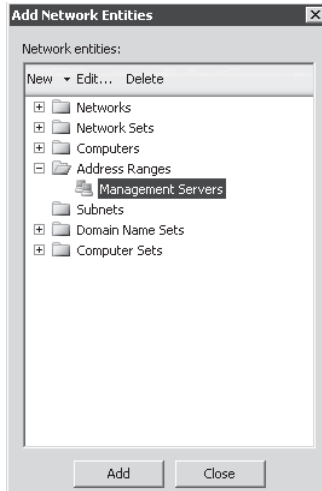 Add Network Entities
Network entities:
New Edit... Delete
Networks
Network Sets
Computers
Address Ranges
Management Servers
Subnets
Domain Name Sets
Computer Sets
Add Close